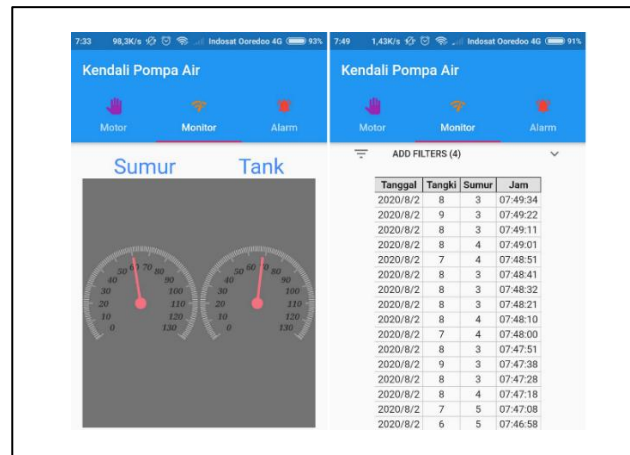 7:33 98,3K/s Indosat Ooredoo 4G 93%
Kendali Pompa Air
Motor Monitor Alarm
Sumur Tank
0 10 20 30 40 50 60 70 80 90 100 110 120 130
0 10 20 30 40 50 60 70 80 90 100 110 120 130
7:49 1,43K/s Indosat Ooredoo 4G 91%
Kendali Pompa Air
Motor Monitor Alarm
ADD FILTERS (4)
Tanggal Tangki Sumur Jam
2020/8/2 8 3 07:49:34
2020/8/2 9 3 07:49:22
2020/8/2 8 3 07:49:11
2020/8/2 8 4 07:49:01
2020/8/2 7 4 07:48:51
2020/8/2 8 3 07:48:41
2020/8/2 8 3 07:48:32
2020/8/2 8 3 07:48:21
2020/8/2 8 4 07:48:10
2020/8/2 7 4 07:48:00
2020/8/2 8 3 07:47:51
2020/8/2 9 3 07:47:38
2020/8/2 8 3 07:47:28
2020/8/2 8 4 07:47:18
2020/8/2 7 5 07:47:08
2020/8/2 6 5 07:46:58